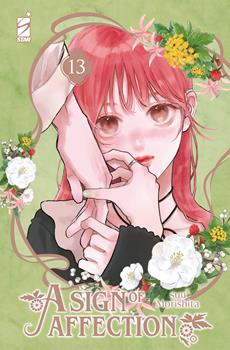 STAR
13
A SIGN OF
AFFECTION
suu
Morishita